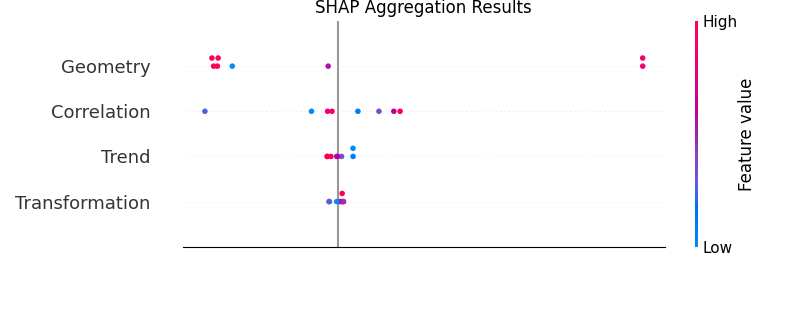 SHAP Aggregation Results
High
Geometry
Correlation
Trend
Transformation
Feature value
Low